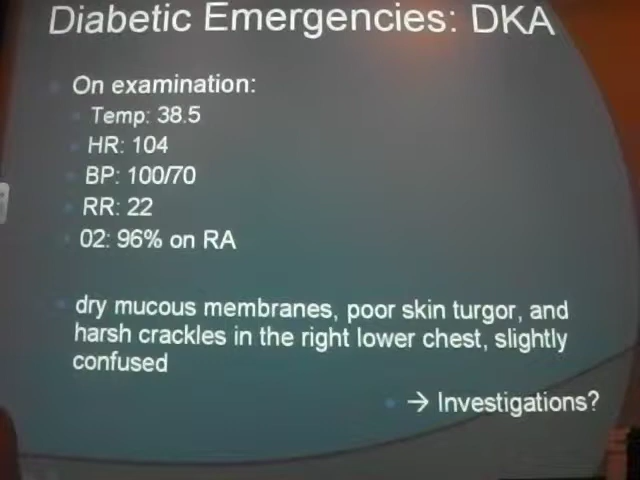 Diabetic Emergencies: DKA
On examination:
Temp: 38.5
HR: 104
BP: 100/70
RR: 22
02: 96% on RA
dry mucous membranes, poor skin turgor, and
harsh crackles in the right lower chest, slightly
confused
→ Investigations?